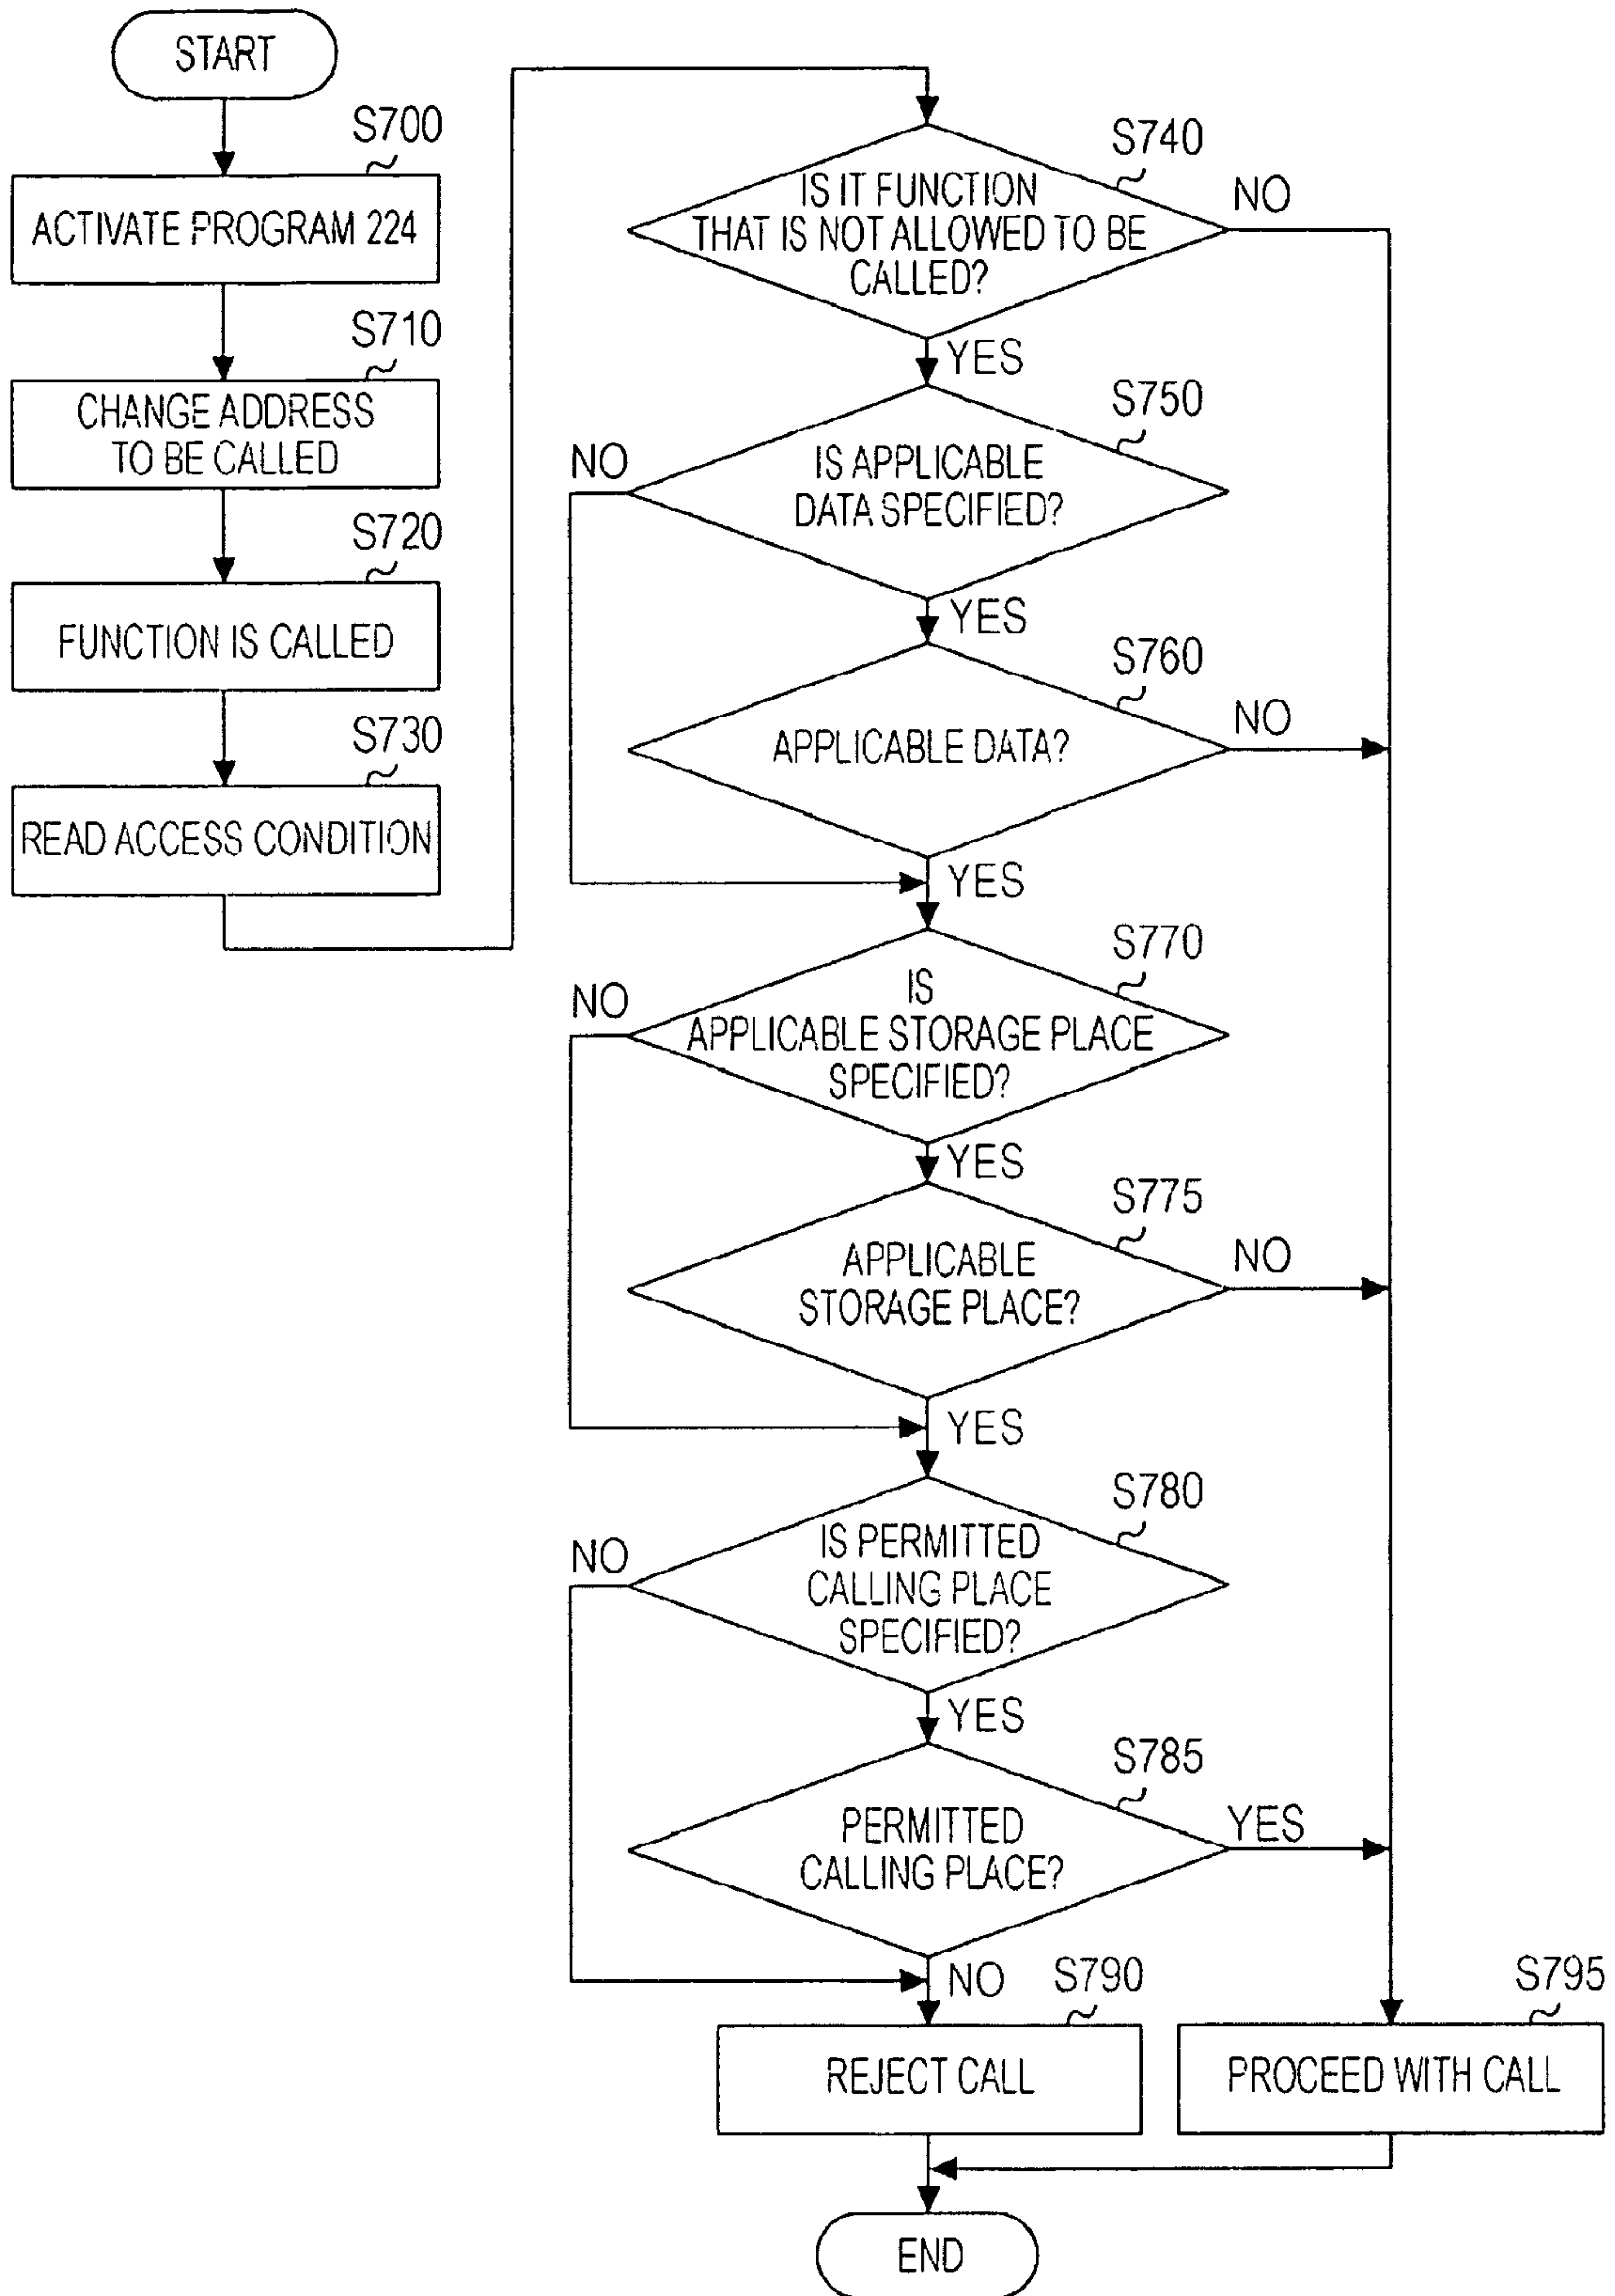 START
S700
ACTIVATE PROGRAM 224
S710
CHANGE ADDRESS
TO BE CALLED
S720
FUNCTION IS CALLED
S730
READ ACCESS CONDITION
S740
IS IT FUNCTION
THAT IS NOT ALLOWED TO BE
CALLED?
NO
YES
S750
IS APPLICABLE
DATA SPECIFIED?
NO
YES
S760
APPLICABLE DATA?
NO
YES
S770
IS
APPLICABLE STORAGE PLACE
SPECIFIED?
NO
YES
S775
APPLICABLE
STORAGE PLACE?
NO
YES
S780
IS PERMITTED
CALLING PLACE
SPECIFIED?
NO
YES
S785
PERMITTED
CALLING PLACE?
YES
NO
S790
REJECT CALL
S795
PROCEED WITH CALL
END